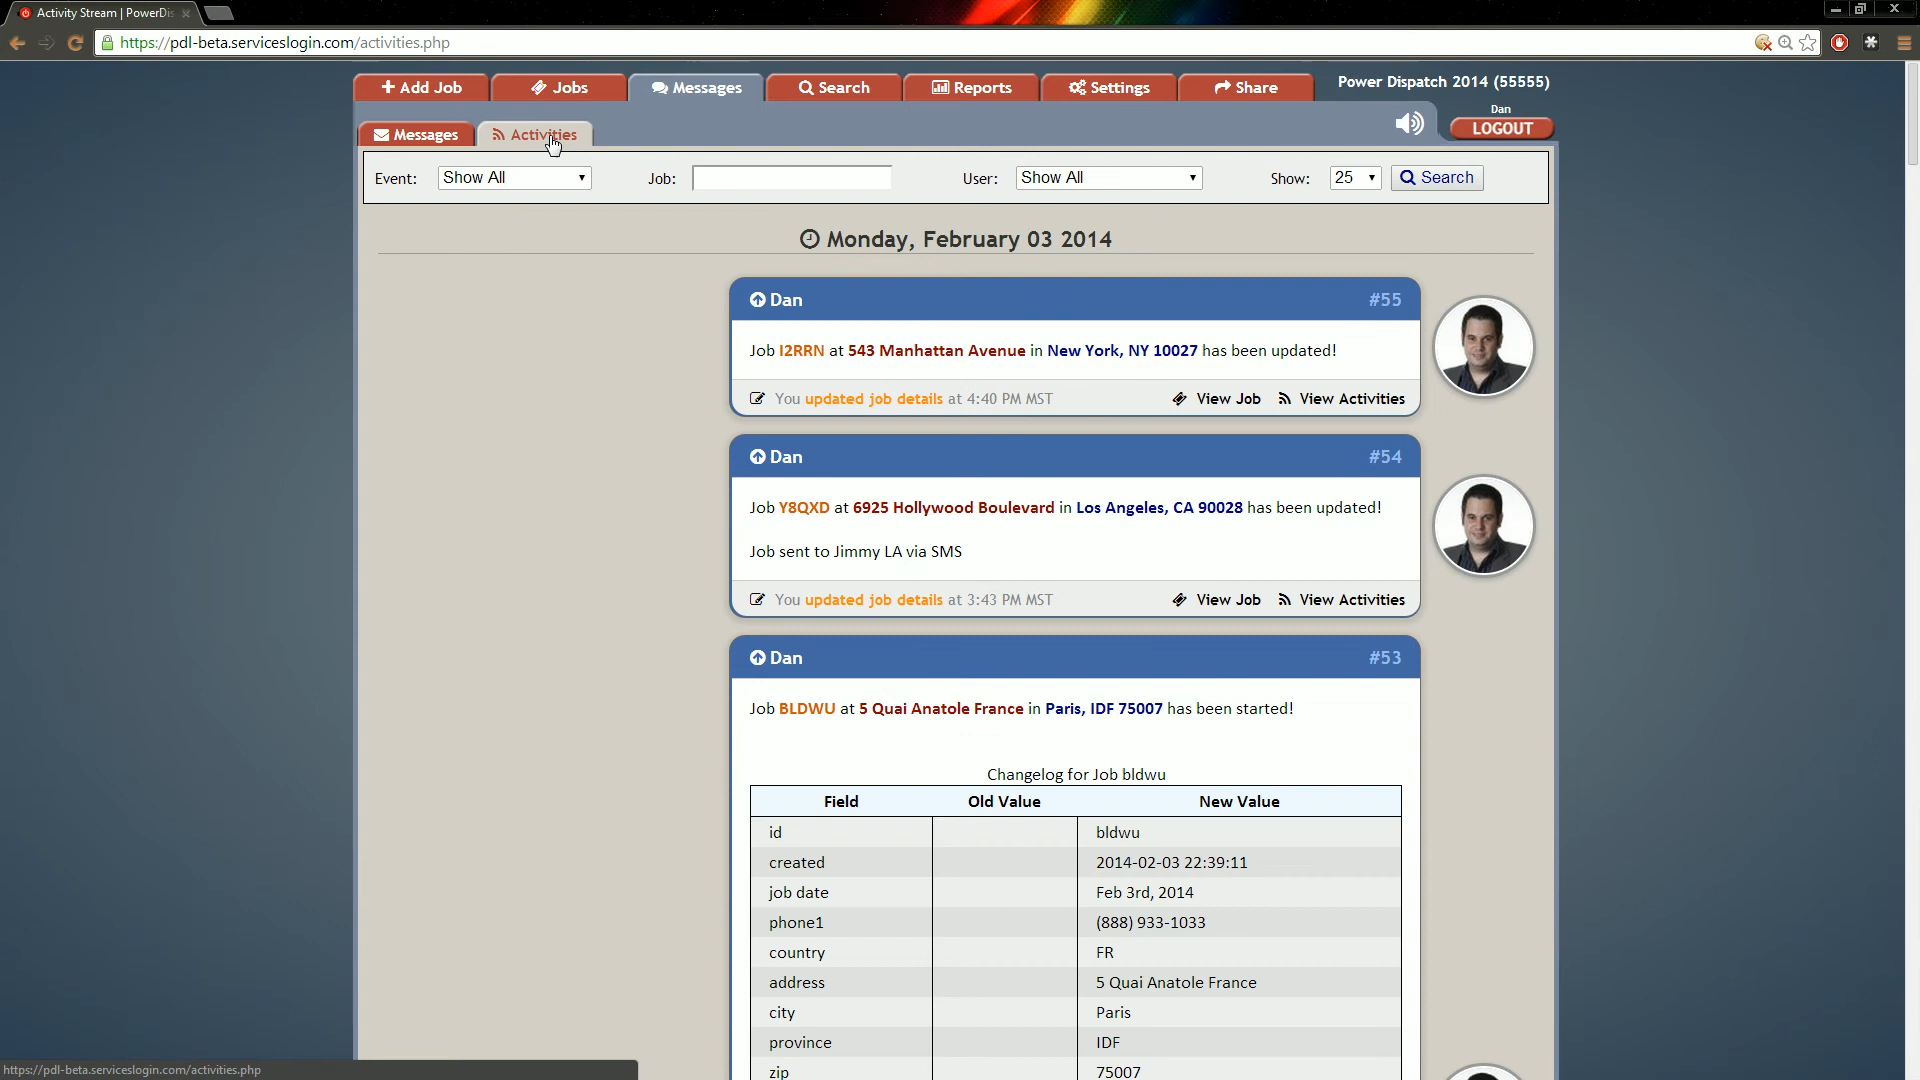 Activity Stream | PowerDis
https://pdl-beta.serviceslogin.com/activities.php
Add Job Jobs Messages Search Reports Settings Share Power Dispatch 2014 (55555)
Dan
LOGOUT
Messages Activities
Event: Show All Job: User: Show All Show: 25 Search
Monday, February 03 2014
Dan #55
Job I2RRN at 543 Manhattan Avenue in New York, NY 10027 has been updated!
You updated job details at 4:40 PM MST View Job View Activities
Dan #54
Job Y8QXD at 6925 Hollywood Boulevard in Los Angeles, CA 90028 has been updated!
Job sent to Jimmy LA via SMS
You updated job details at 3:43 PM MST View Job View Activities
Dan #53
Job BLDWU at 5 Quai Anatole France in Paris, IDF 75007 has been started!
Changelog for Job bldwu
Field Old Value New Value
id bldwu
created 2014-02-03 22:39:11
job date Feb 3rd, 2014
phone1 (888) 933-1033
country FR
address 5 Quai Anatole France
city Paris
province IDF
zip 75007
https://pdl-beta.serviceslogin.com/activities.php